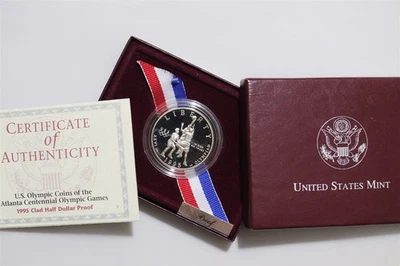 CERTIFICATE
of
AUTHENTICITY
U.S. Olympic Coins of the
Atlanta Centennial Olympic Games
1995 Clad Half Dollar Proof
LIBERTY
Proof
UNITED STATES MINT